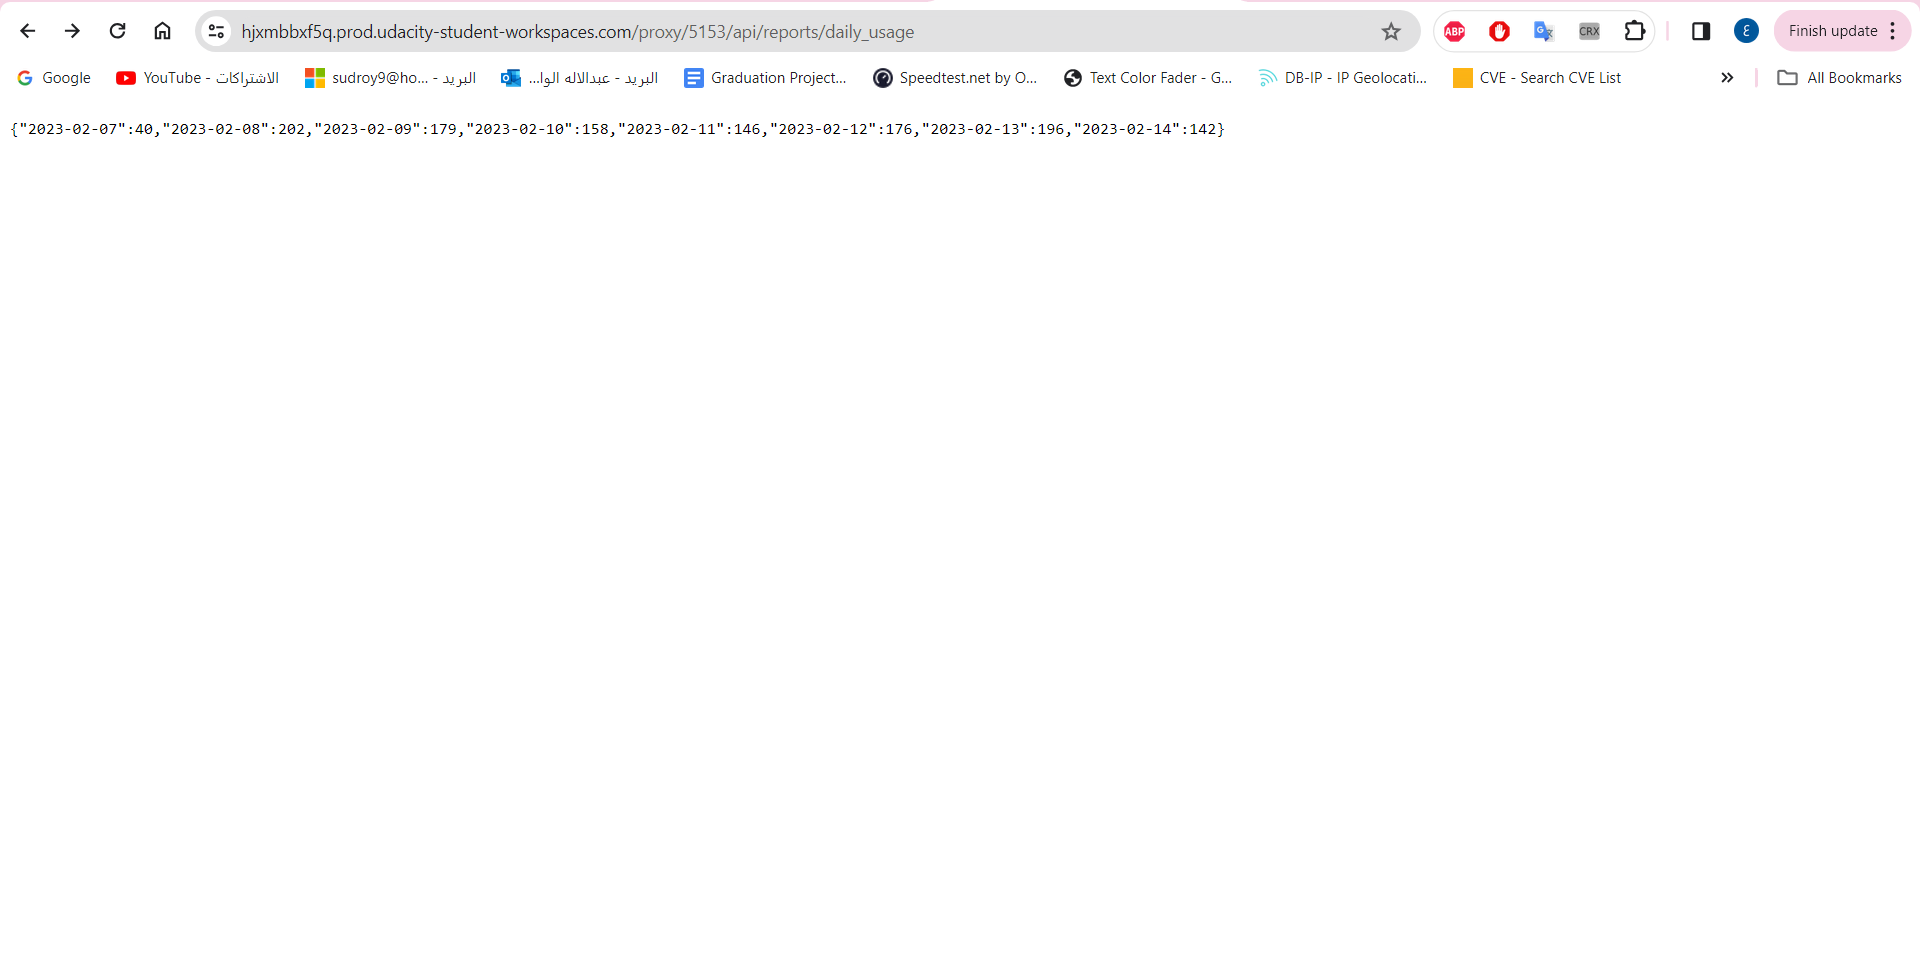 hjxmbbxf5q.prod.udacity-student-workspaces.com/proxy/5153/api/reports/daily_usage
ABP
G
CRX
ع
Finish update
Google
YouTube - الاشتراكات
sudroy9@ho... - البريد
البريد - عبدالاله الوا...
Graduation Project...
Speedtest.net by O...
Text Color Fader - G...
DB-IP - IP Geolocati...
CVE - Search CVE List
All Bookmarks
{"2023-02-07":40,"2023-02-08":202,"2023-02-09":179,"2023-02-10":158,"2023-02-11":146,"2023-02-12":176,"2023-02-13":196,"2023-02-14":142}